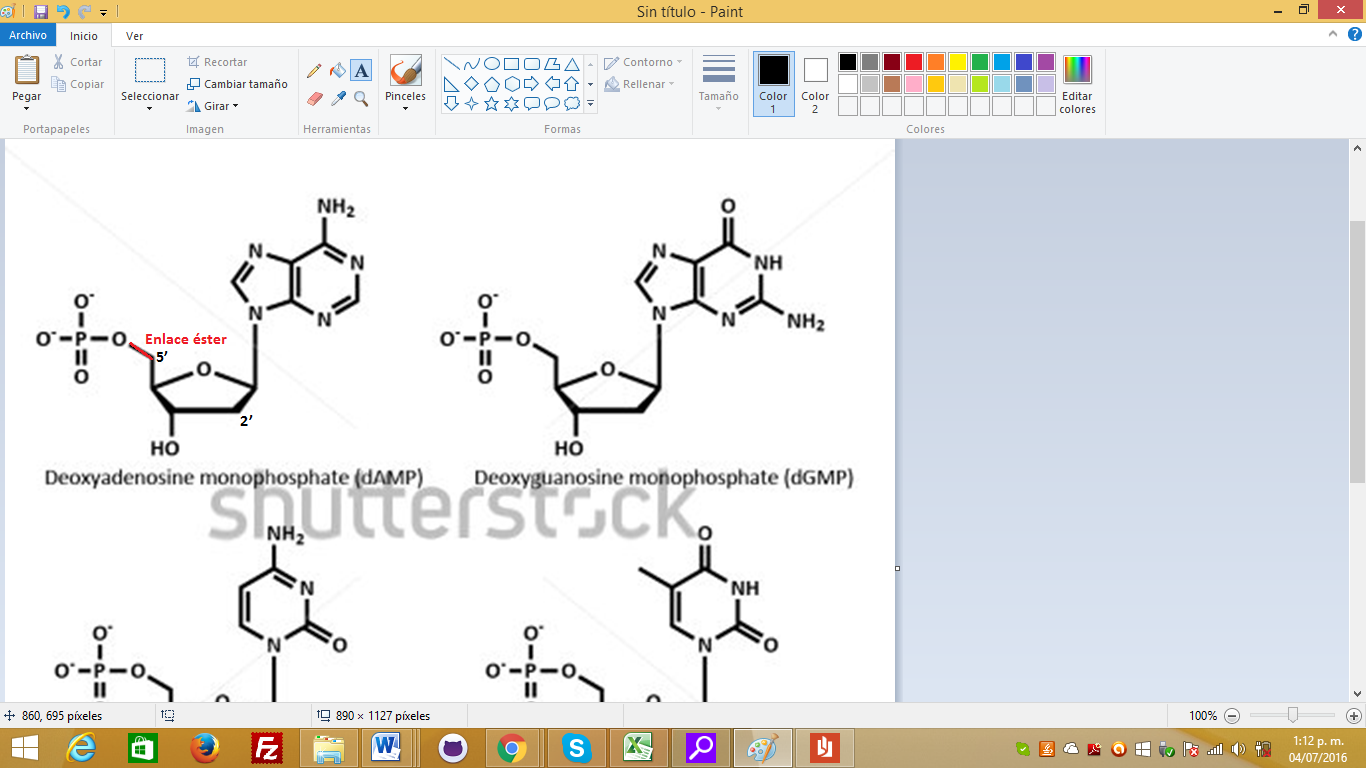 Sin título - Paint
Archivo Inicio Ver
Pegar
Cortar
Copiar
Portapapeles
Seleccionar
Recortar
Cambiar tamaño
Girar
Imagen
A
Herramientas
Pinceles
Contorno
Rellenar
Formas
Tamaño
Color 1
Color 2
Editar colores
Colores
NH₂
N N
N N
O⁻
O⁻ P O
O
Enlace éster
5’
O
2’
HO
Deoxyadenosine monophosphate (dAMP)
O
N NH
N N NH₂
O⁻
O⁻ P O
O
O
HO
Deoxyguanosine monophosphate (dGMP)
shutterstock
NH₂
N
N O
O⁻
O⁻ P O
O
O
NH
N O
O⁻
O⁻ P O
O
860, 695 píxeles
890 × 1127 píxeles
100%
1:12 p. m.
04/07/2016